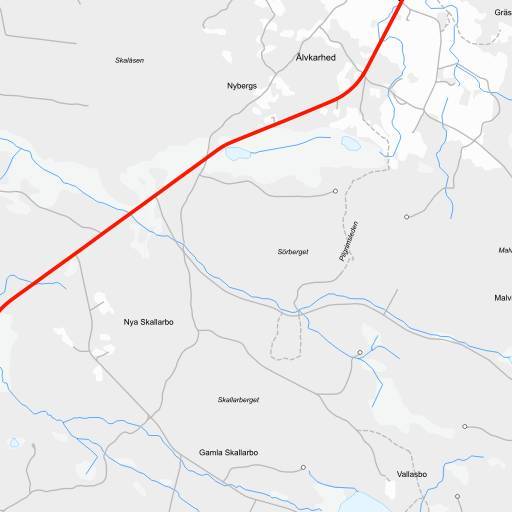 Gräs
Skalåsen
Älvkarhed
Nybergs
Pilgrimsleden
Sörberget
Malv
Malv
Nya Skallarbo
Skallarberget
Gamla Skallarbo
Vallasbo